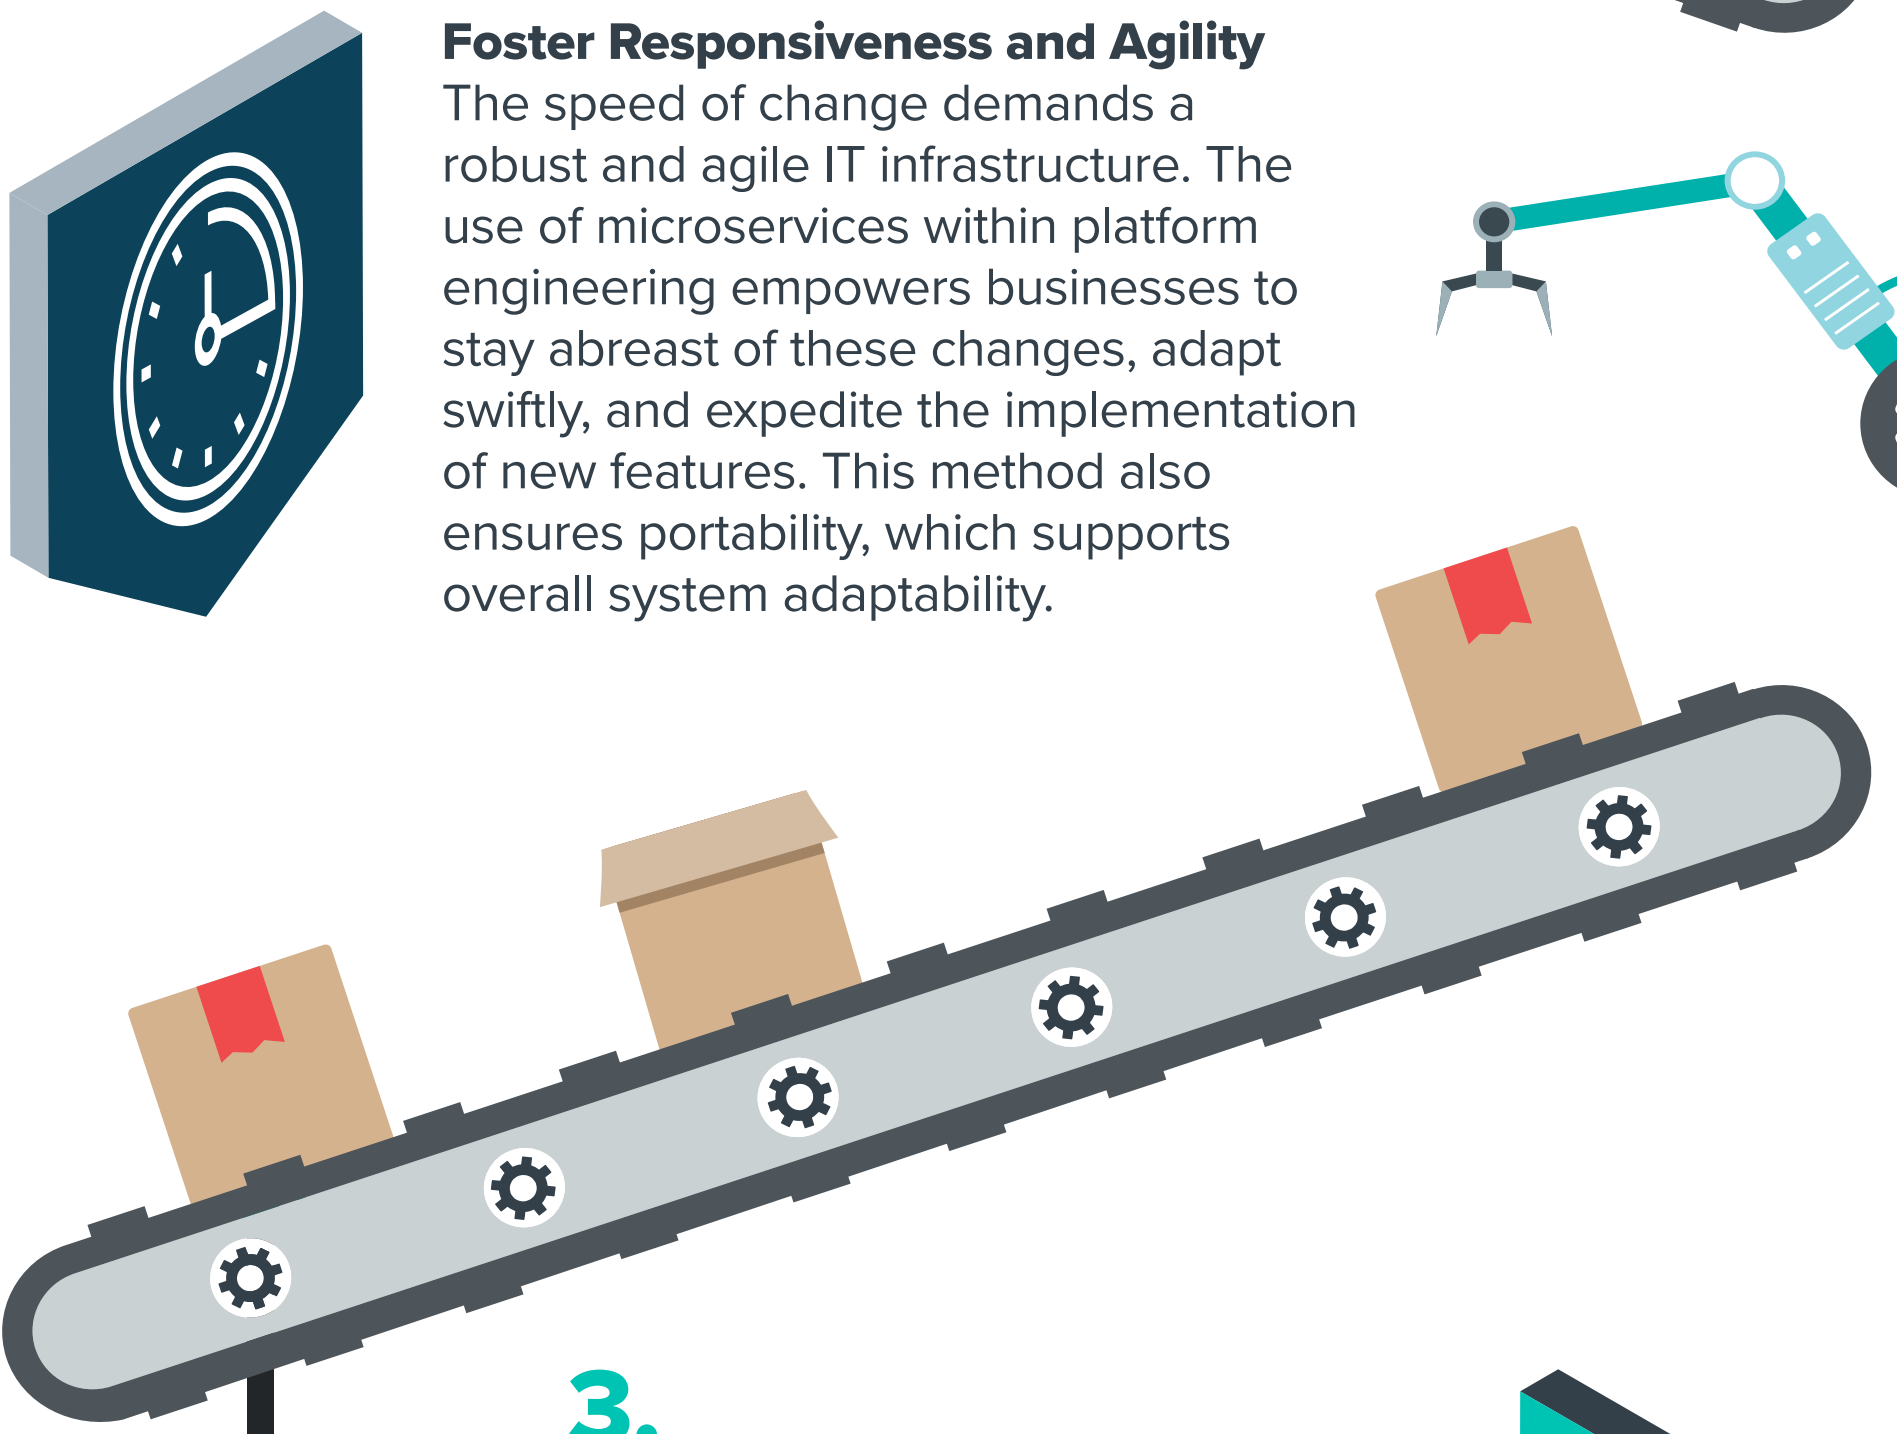 Foster Responsiveness and Agility
The speed of change demands a
robust and agile IT infrastructure. The
use of microservices within platform
engineering empowers businesses to
stay abreast of these changes, adapt
swiftly, and expedite the implementation
of new features. This method also
ensures portability, which supports
overall system adaptability.
3.